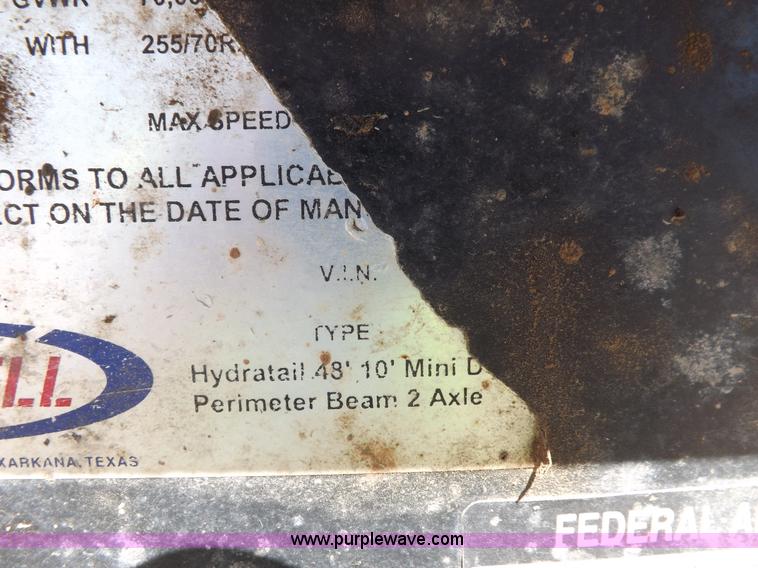 GVWR
WITH 255/70R
MAX SPEED
ORMS TO ALL APPLICAB
ECT ON THE DATE OF MAN
V.I.N.
TYPE
Hydratail 48' 10' Mini D
Perimeter Beam 2 Axle
LL
XARKANA, TEXAS
FEDERAL-A
www.purplewave.com